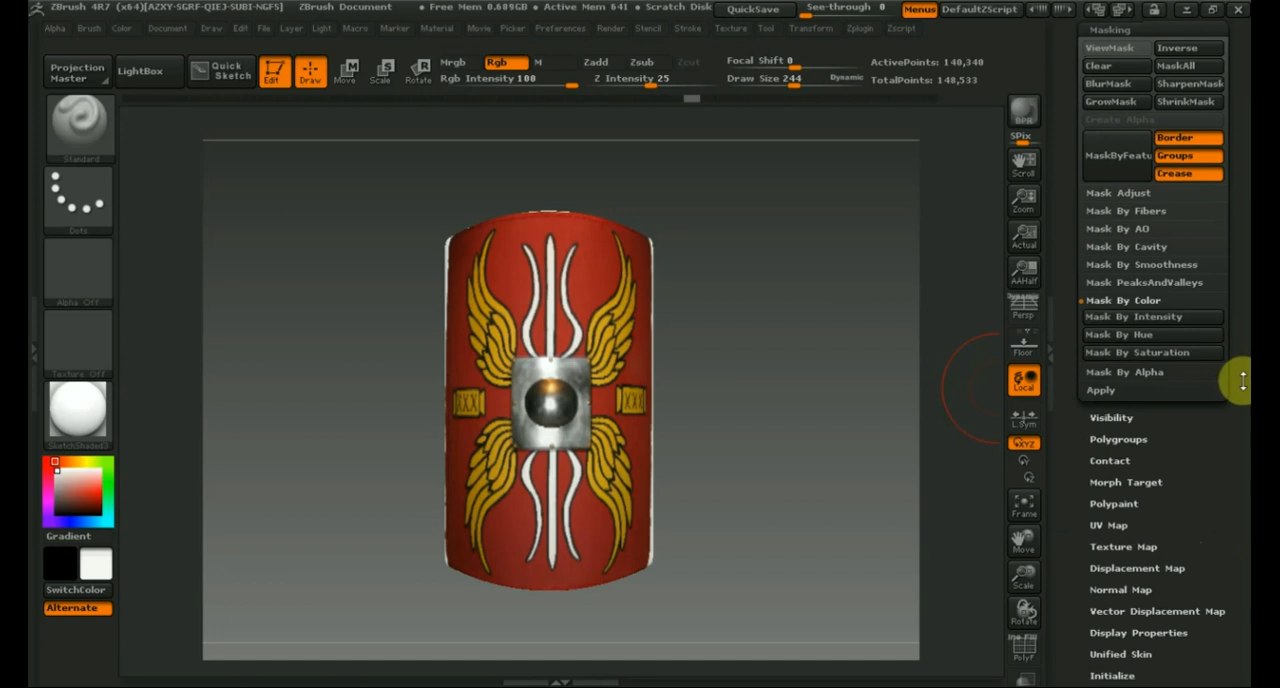 ZBrush 4R7 (x64)[AZXY-SGRF-QIEJ-SUBI-NGFS] ZBrush Document • Free Mem 0.689GB • Active Mem 641 • Scratch Disk QuickSave See-through 0 Menus DefaultZScript
Alpha Brush Color Document Draw Edit File Layer Light Macro Marker Material Movie Picker Preferences Render Stencil Stroke Texture Tool Transform Zplugin Zscript
Projection Master
LightBox
Quick Sketch
Edit
Draw
Move
Scale
Rotate
Mrgb Rgb M
Rgb Intensity 100
Zadd Zsub Zcut
Z Intensity 25
Focal Shift 0
Draw Size 244 Dynamic
ActivePoints: 140,340
TotalPoints: 140,533
Standard
Dots
Alpha Off
Texture Off
Gradient
SwitchColor
Alternate
XXX
XXX
BPR
SPix
Scroll
Zoom
Actual
AAHalf
Persp
Floor
Local
L.Sym
XYZ
Frame
Move
Scale
Rotate
PolyF
Masking
ViewMask Inverse
Clear MaskAll
BlurMask SharpenMask
GrowMask ShrinkMask
Create Alpha
MaskByFeatu
Border
Groups
Crease
Mask Adjust
Mask By Fibers
Mask By AO
Mask By Cavity
Mask By Smoothness
Mask PeaksAndValleys
Mask By Color
Mask By Intensity
Mask By Hue
Mask By Saturation
Mask By Alpha
Apply
Visibility
Polygroups
Contact
Morph Target
Polypaint
UV Map
Texture Map
Displacement Map
Normal Map
Vector Displacement Map
Display Properties
Unified Skin
Initialize